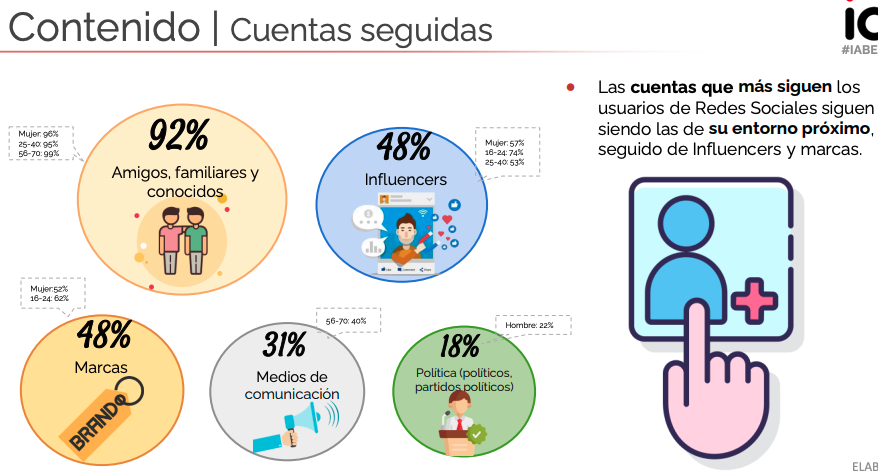 Contenido | Cuentas seguidas
#IABE
Las cuentas que más siguen los
usuarios de Redes Sociales siguen
siendo las de su entorno próximo,
seguido de Influencers y marcas.
Mujer: 96%
25-40: 95%
56-70: 99%
92%
Amigos, familiares y
conocidos
48%
Influencers
Mujer: 57%
16-24: 74%
25-40: 53%
Mujer:52%
16-24: 62%
48%
Marcas
BRAND
56-70: 40%
31%
Medios de
comunicación
Hombre: 22%
18%
Política (políticos,
partidos políticos)
ELAB